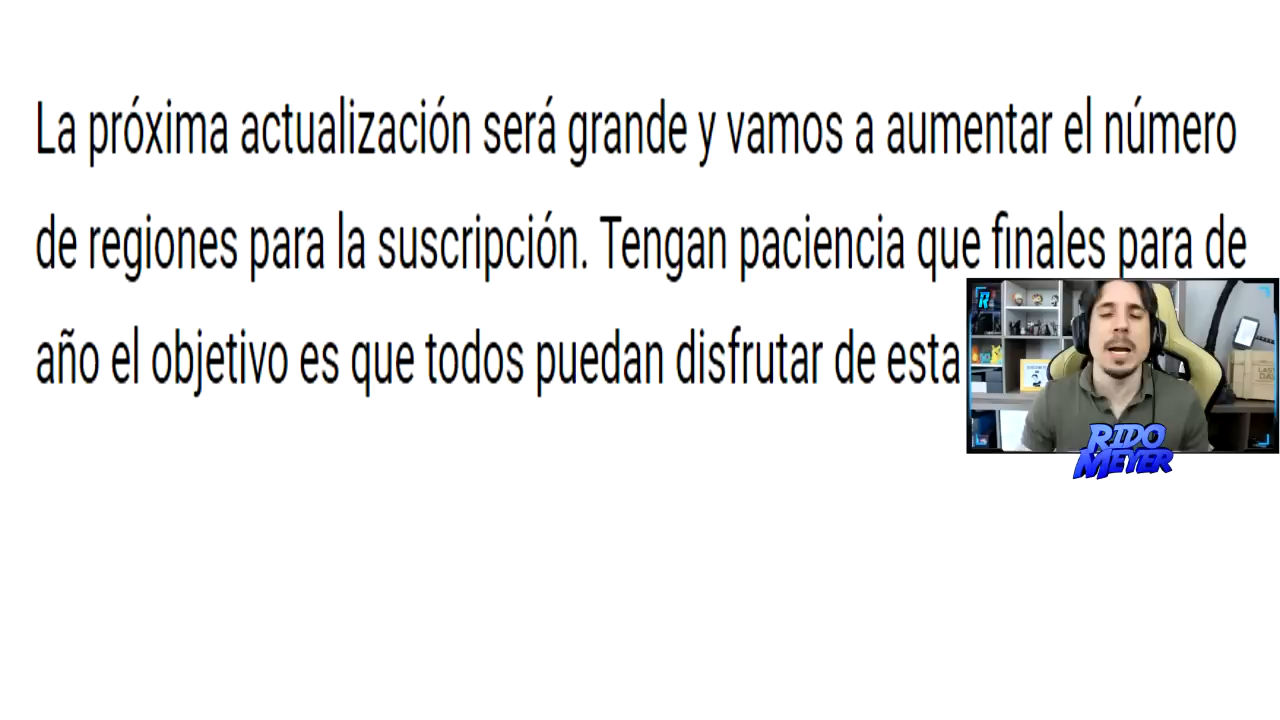 La próxima actualización será grande y vamos a aumentar el número
de regiones para la suscripción. Tengan paciencia que finales para de
año el objetivo es que todos puedan disfrutar de esta
R
RIDO
MEYER